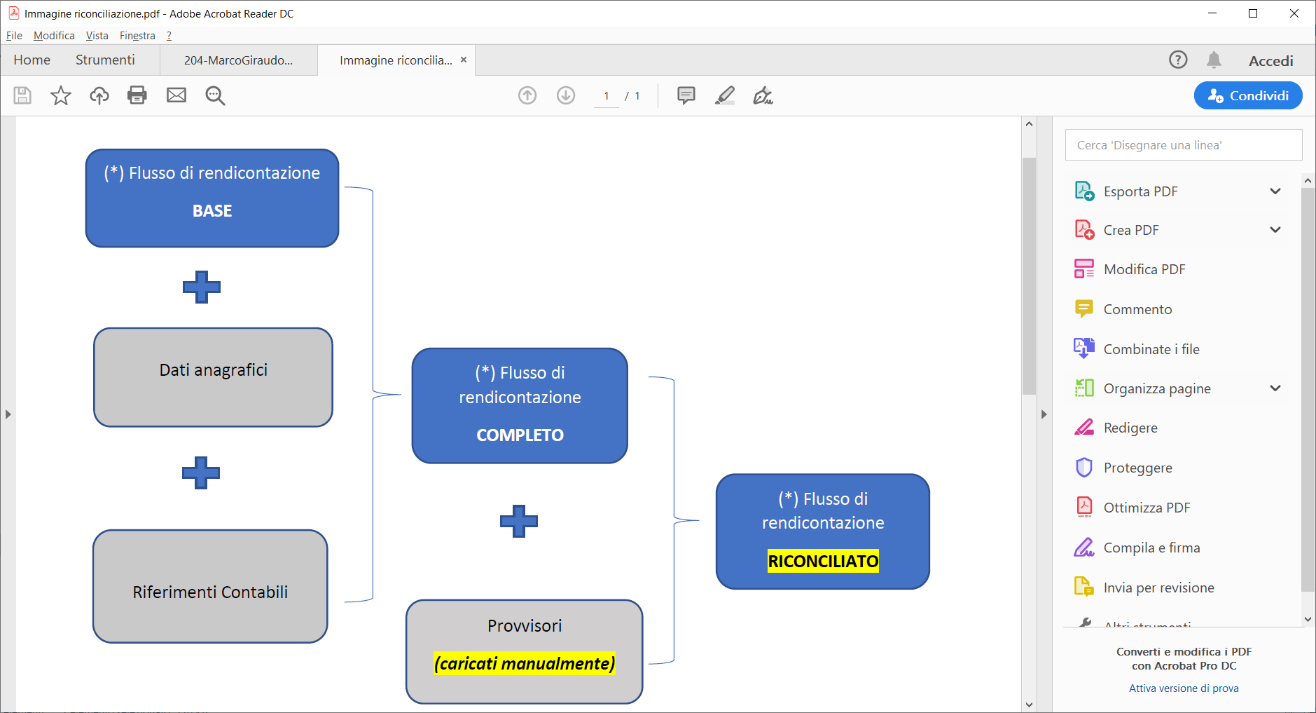 Immagine riconciliazione.pdf - Adobe Acrobat Reader DC
File Modifica Vista Finestra ?
Home Strumenti 204-MarcoGiraudo... Immagine riconcilia... × Accedi
1 / 1 Condividi
(*) Flusso di rendicontazione
BASE
Dati anagrafici
Riferimenti Contabili
(*) Flusso di
rendicontazione
COMPLETO
Provvisori
(caricati manualmente)
(*) Flusso di
rendicontazione
RICONCILIATO
Cerca 'Disegnare una linea'
Esporta PDF
Crea PDF
Modifica PDF
Commento
Combinate i file
Organizza pagine
Redigere
Proteggere
Ottimizza PDF
Compila e firma
Invia per revisione
Altri strumenti
Converti e modifica i PDF
con Acrobat Pro DC
Attiva versione di prova